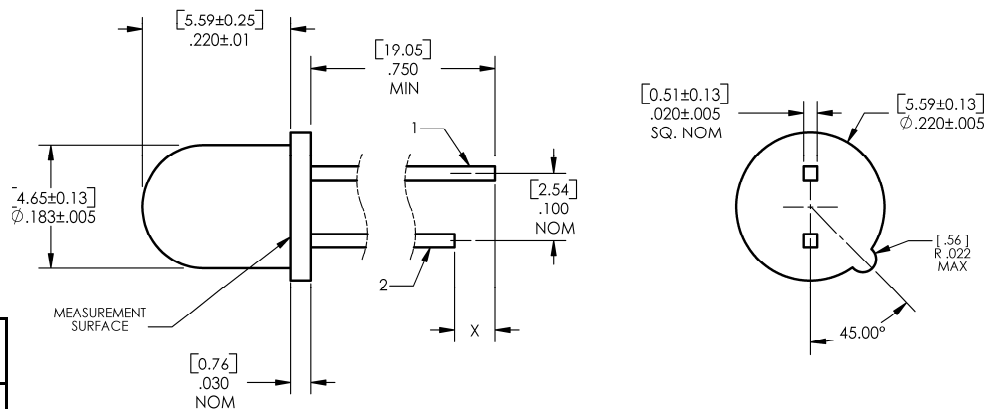 [5.59±0.25]
.220±.01
[19.05]
.750
MIN
1
[0.51±0.13]
.020±.005
SQ. NOM
[5.59±0.13]
Ø.220±.005
4.65±0.13]
Ø.183±.005
[2.54]
.100
NOM
2
[.56]
R .022
MAX
MEASUREMENT
SURFACE
X
45.00°
[0.76]
.030
NOM